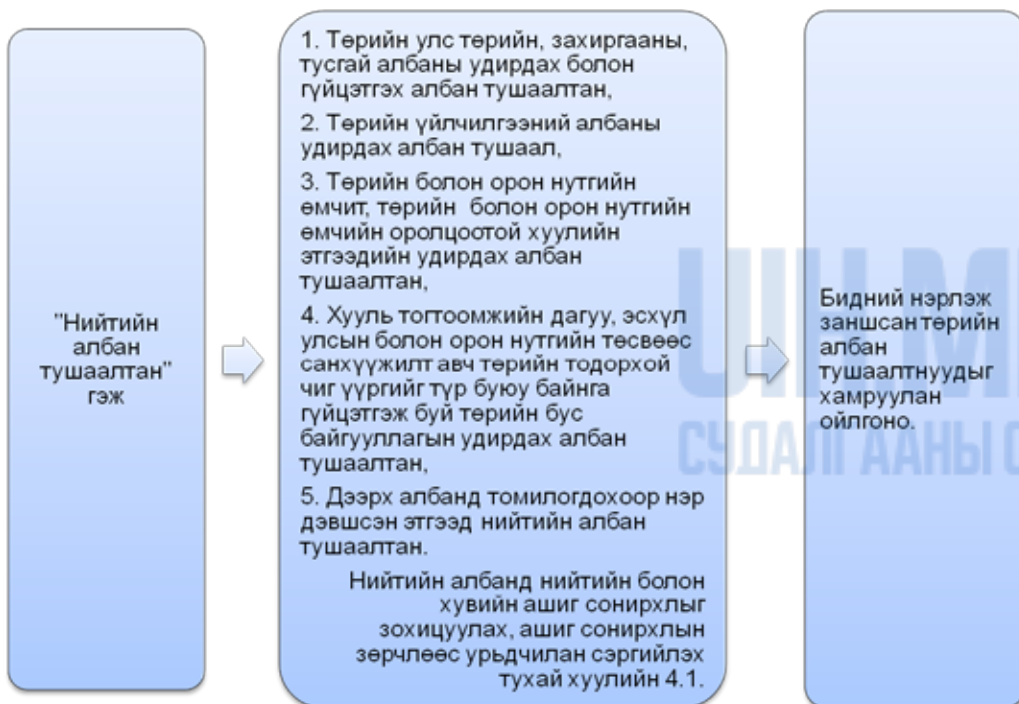 "Нийтийн
албан
тушаалтан"
гэж
1. Төрийн улс төрийн, захиргааны,
тусгай албаны удирдах болон
гүйцэтгэх албан тушаалтан,
2. Төрийн үйлчилгээний албаны
удирдах албан тушаал,
3. Төрийн болон орон нутгийн
өмчит, төрийн болон орон нутгийн
өмчийн оролцоотой хуулийн
этгээдийн удирдах албан
тушаалтан,
4. Хууль тогтоомжийн дагуу, эсхүл
улсын болон орон нутгийн төсвөөс
санхүүжилт авч төрийн тодорхой
чиг үүргийг түр буюу байнга
гүйцэтгэж буй төрийн бус
байгууллагын удирдах албан
тушаалтан,
5. Дээрх албанд томилогдохоор нэр
дэвшсэн этгээд нийтийн албан
тушаалтан.
Нийтийн албанд нийтийн болон
хувийн ашиг сонирхлыг
зохицуулах, ашиг сонирхлын
зөрчлөөс урьдчилан сэргийлэх
тухай хуулийн 4.1.
Бидний нэрлэж
заншсан төрийн
албан
тушаалтнуудыг
хамруулан
ойлгоно.
СУДАЛГААНЫ